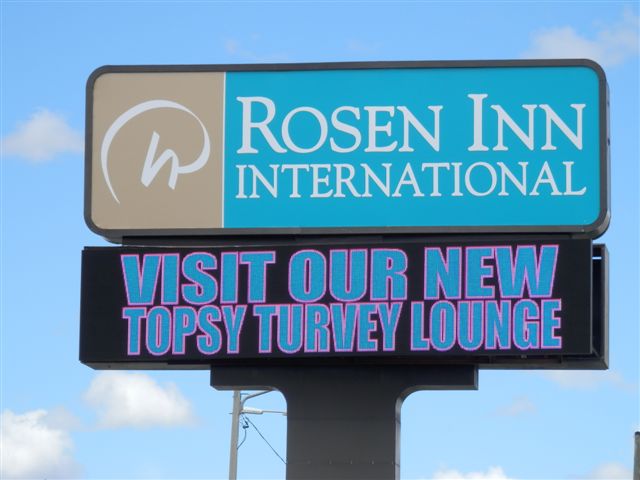 ROSEN INN
INTERNATIONAL
VISIT OUR NEW
TOPSY TURVEY LOUNGE